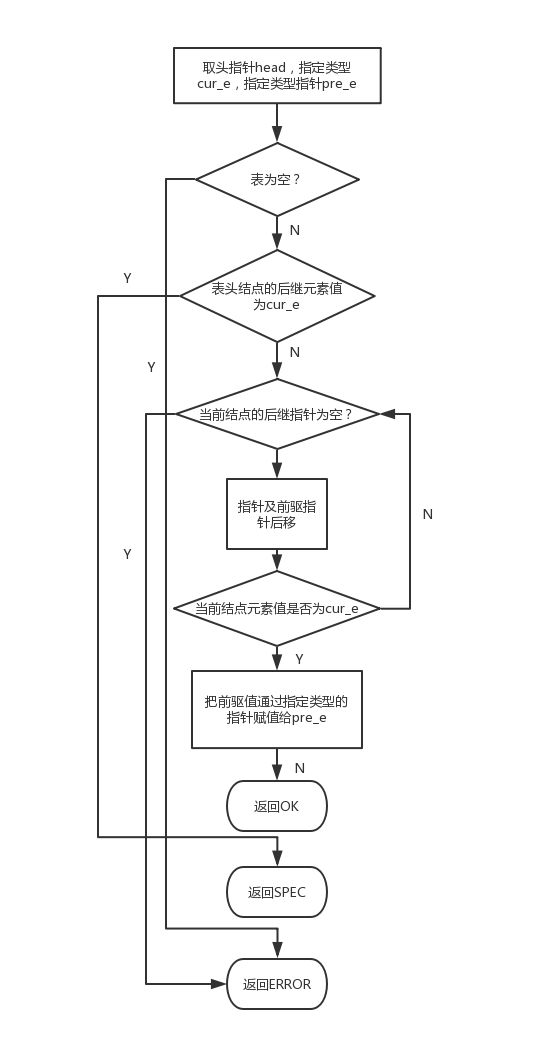 取头指针head，指定类型
cur_e，指定类型指针pre_e
表为空？
N
Y
表头结点的后继元素值
为cur_e
N
Y
当前结点的后继指针为空？
指针及前驱指
针后移
N
Y
当前结点元素值是否为cur_e
Y
把前驱值通过指定类型的
指针赋值给pre_e
N
返回OK
返回SPEC
返回ERROR